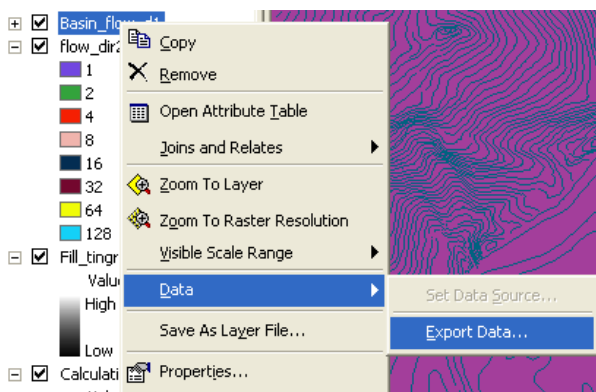 Basin_flow_d1
flow_dir2
1
2
4
8
16
32
64
128
Fill_tingr
Valu
High
Low
Calculati
Copy
Remove
Open Attribute Table
Joins and Relates
Zoom To Layer
Zoom To Raster Resolution
Visible Scale Range
Data
Save As Layer File...
Properties...
Set Data Source...
Export Data...